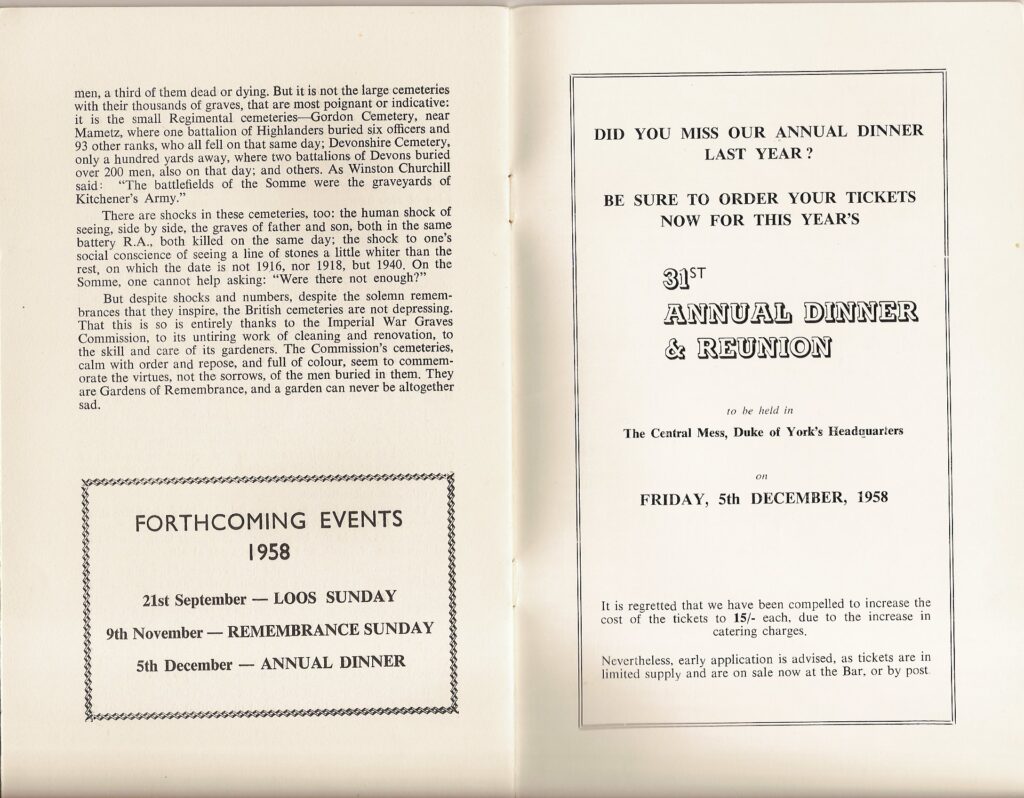 men, a third of them dead or dying. But it is not the large cemeteries
with their thousands of graves, that are most poignant or indicative:
it is the small Regimental cemeteries—Gordon Cemetery, near
Mametz, where one battalion of Highlanders buried six officers and
93 other ranks, who all fell on that same day; Devonshire Cemetery,
only a hundred yards away, where two battalions of Devons buried
over 200 men, also on that day; and others. As Winston Churchill
said: "The battlefields of the Somme were the graveyards of
Kitchener's Army."
There are shocks in these cemeteries, too: the human shock of
seeing, side by side, the graves of father and son, both in the same
battery R.A., both killed on the same day; the shock to one's
social conscience of seeing a line of stones a little whiter than the
rest, on which the date is not 1916, nor 1918, but 1940. On the
Somme, one cannot help asking: "Were there not enough?"
But despite shocks and numbers, despite the solemn remem-
brances that they inspire, the British cemeteries are not depressing.
That this is so is entirely thanks to the Imperial War Graves
Commission, to its untiring work of cleaning and renovation, to
the skill and care of its gardeners. The Commission's cemeteries,
calm with order and repose, and full of colour, seem to commem-
orate the virtues, not the sorrows, of the men buried in them. They
are Gardens of Remembrance, and a garden can never be altogether
sad.
FORTHCOMING EVENTS
1958
21st September — LOOS SUNDAY
9th November — REMEMBRANCE SUNDAY
5th December — ANNUAL DINNER
DID YOU MISS OUR ANNUAL DINNER
LAST YEAR?
BE SURE TO ORDER YOUR TICKETS
NOW FOR THIS YEAR'S
31ST
ANNUAL DINNER
& REUNION
to be held in
The Central Mess, Duke of York's Headquarters
on
FRIDAY, 5th DECEMBER, 1958
It is regretted that we have been compelled to increase the
cost of the tickets to 15/- each, due to the increase in
catering charges.
Nevertheless, early application is advised, as tickets are in
limited supply and are on sale now at the Bar, or by post.